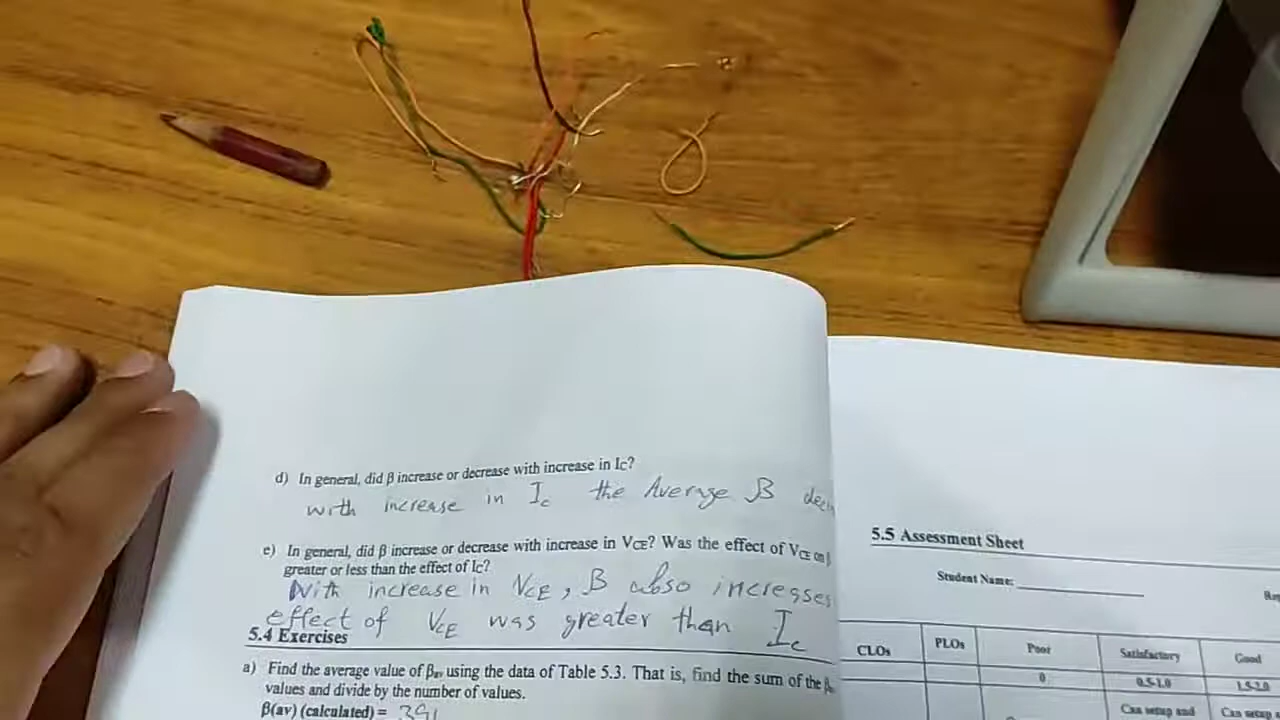 d) In general, did β increase or decrease with increase in IC?
with increase in Ic the Average β
e) In general, did β increase or decrease with increase in VCE? Was the effect of VCE on β
greater or less than the effect of IC?
With increase in VCE, β also increases
effect of VCE was greater than Ic
5.4 Exercises
a) Find the average value of βav using the data of Table 5.3. That is, find the sum of the
values and divide by the number of values.
β(av) (calculated) = 391
5.5 Assessment Sheet
Student Name:
CLOs PLOs Poor Satisfactory Good
0 0.5-1.0 1.5-2.0
Can setup and Can setup and